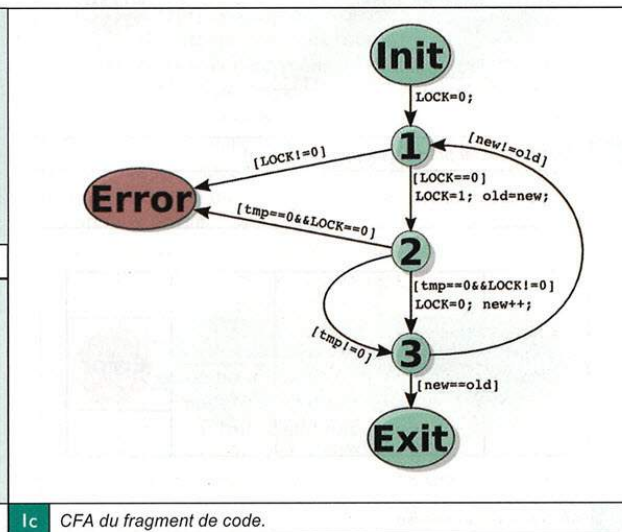 Init
LOCK=0;
1
[new!=old]
[LOCK!=0]
[LOCK==0]
LOCK=1; old=new;
Error
[tmp==0&&LOCK==0]
2
[tmp==0&&LOCK!=0]
LOCK=0; new++;
[tmp!=0]
3
[new==old]
Exit
1c CFA du fragment de code.